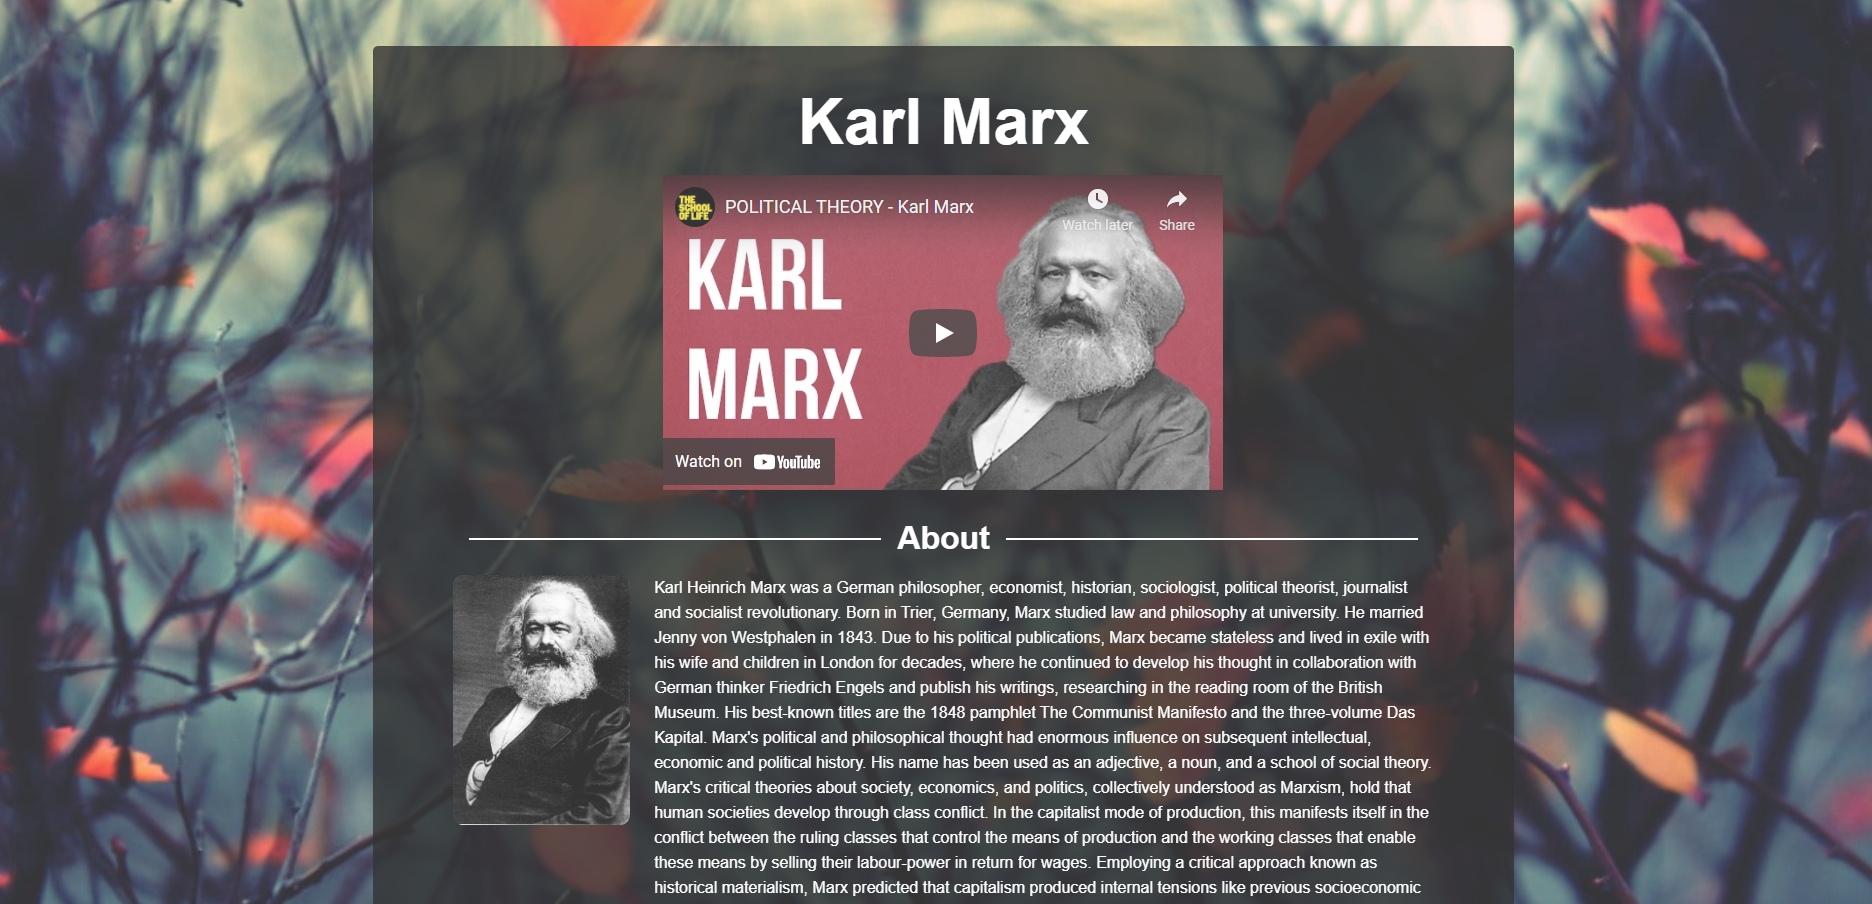 Karl Marx
THE
SCHOOL
OF LIFE
POLITICAL THEORY - Karl Marx
Watch later
Share
KARL
MARX
Watch on YouTube
About
Karl Heinrich Marx was a German philosopher, economist, historian, sociologist, political theorist, journalist
and socialist revolutionary. Born in Trier, Germany, Marx studied law and philosophy at university. He married
Jenny von Westphalen in 1843. Due to his political publications, Marx became stateless and lived in exile with
his wife and children in London for decades, where he continued to develop his thought in collaboration with
German thinker Friedrich Engels and publish his writings, researching in the reading room of the British
Museum. His best-known titles are the 1848 pamphlet The Communist Manifesto and the three-volume Das
Kapital. Marx's political and philosophical thought had enormous influence on subsequent intellectual,
economic and political history. His name has been used as an adjective, a noun, and a school of social theory.
Marx's critical theories about society, economics, and politics, collectively understood as Marxism, hold that
human societies develop through class conflict. In the capitalist mode of production, this manifests itself in the
conflict between the ruling classes that control the means of production and the working classes that enable
these means by selling their labour-power in return for wages. Employing a critical approach known as
historical materialism, Marx predicted that capitalism produced internal tensions like previous socioeconomic